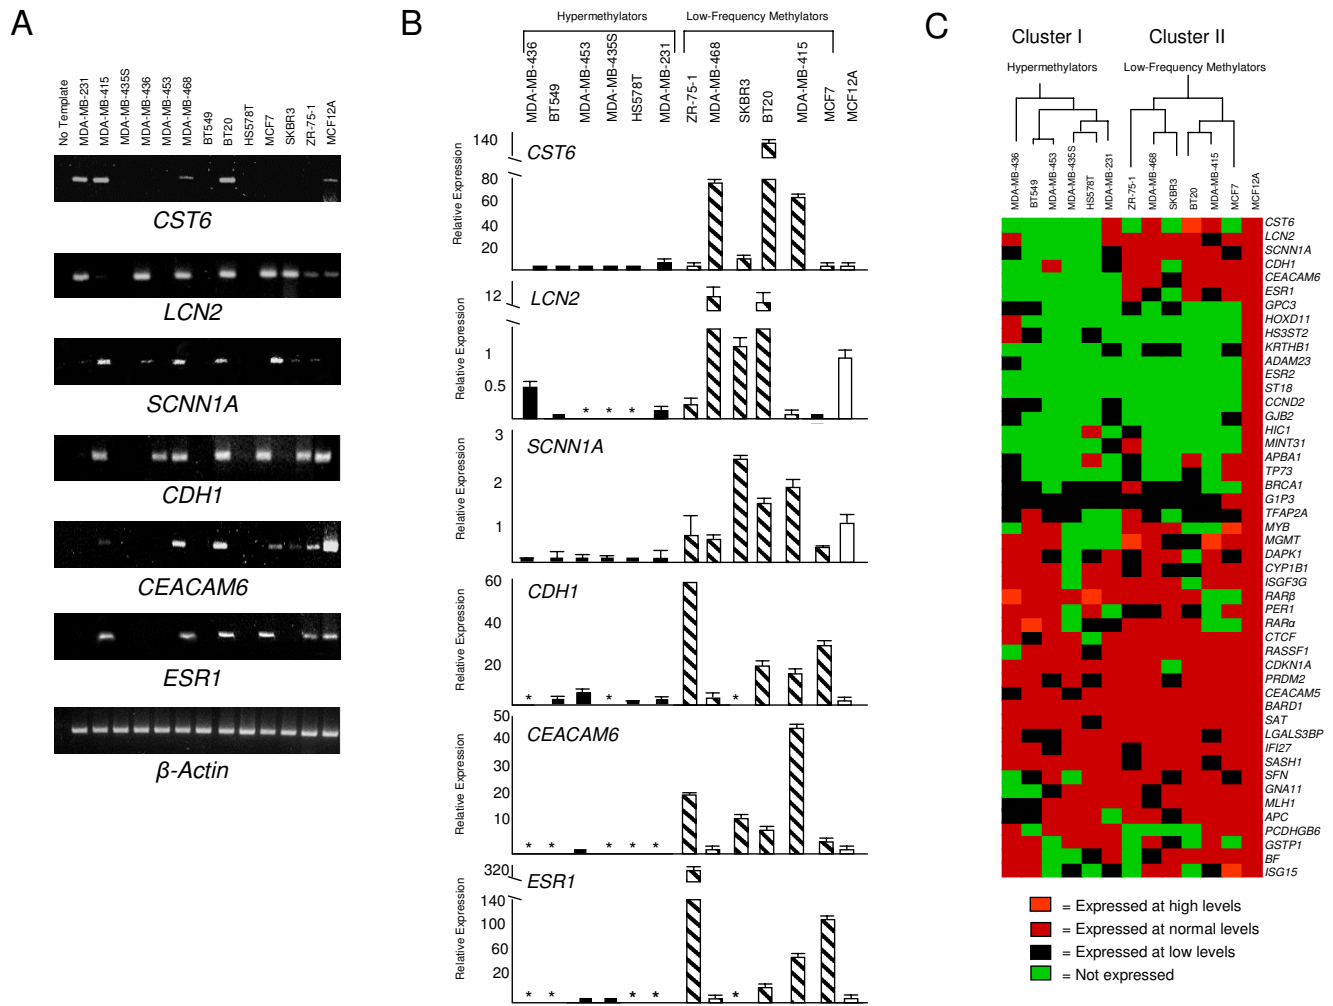 A
No Template
MDA-MB-231
MDA-MB-415
MDA-MB-435S
MDA-MB-436
MDA-MB-453
MDA-MB-468
BT549
BT20
HS578T
MCF7
SKBR3
ZR-75-1
MCF12A
CST6
LCN2
SCNN1A
CDH1
CEACAM6
ESR1
β-Actin
B
Hypermethylators
Low-Frequency Methylators
MDA-MB-436
BT549
MDA-MB-453
MDA-MB-435S
HS578T
MDA-MB-231
ZR-75-1
MDA-MB-468
SKBR3
BT20
MDA-MB-415
MCF7
MCF12A
Relative Expression
140
80
60
40
20
CST6
Relative Expression
12
1
0.5
LCN2
* * *
3
2
1
SCNN1A
Relative Expression
60
40
20
CDH1
* * *
Relative Expression
50
40
30
20
10
CEACAM6
* * * * *
Relative Expression
320
140
100
60
20
ESR1
* * * * *
C
Cluster I
Cluster II
Hypermethylators
Low-Frequency Methylators
MDA-MB-436
BT549
MDA-MB-453
MDA-MB-435S
HS578T
MDA-MB-231
ZR-75-1
MDA-MB-468
SKBR3
BT20
MDA-MB-415
MCF7
MCF12A
CST6
LCN2
SCNN1A
CDH1
CEACAM6
ESR1
GPC3
HOXD11
HS3ST2
KRTHB1
ADAM23
ESR2
ST18
CCND2
GJB2
HIC1
MINT31
APBA1
TP73
BRCA1
G1P3
TFAP2A
MYB
MGMT
DAPK1
CYP1B1
ISGF3G
RARβ
PER1
RARα
CTCF
RASSF1
CDKN1A
PRDM2
CEACAM5
BARD1
SAT
LGALS3BP
IFI27
SASH1
SFN
GNA11
MLH1
APC
PCDHGB6
GSTP1
BF
ISG15
= Expressed at high levels
= Expressed at normal levels
= Expressed at low levels
= Not expressed